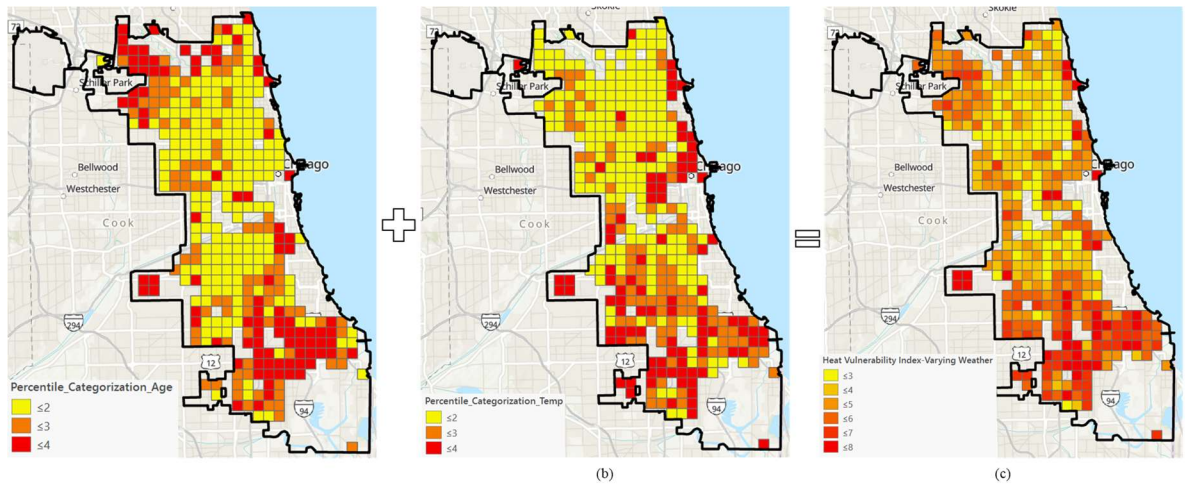 Skokie
Skokie
72
72
72
Schiller Park
Schiller Park
Schiller Park
Chicago
Chicago
Chicago
Bellwood
Bellwood
Bellwood
Westchester
Westchester
Westchester
Cook
Cook
Cook
294
294
294
12
12
12
94
94
94
Percentile_Categorization_Age
≤2
≤3
≤4
Percentile_Categorization_Temp
≤2
≤3
≤4
Heat Vulnerability Index-Varying Weather
≤3
≤4
≤5
≤6
≤7
≤8
(b)
(c)